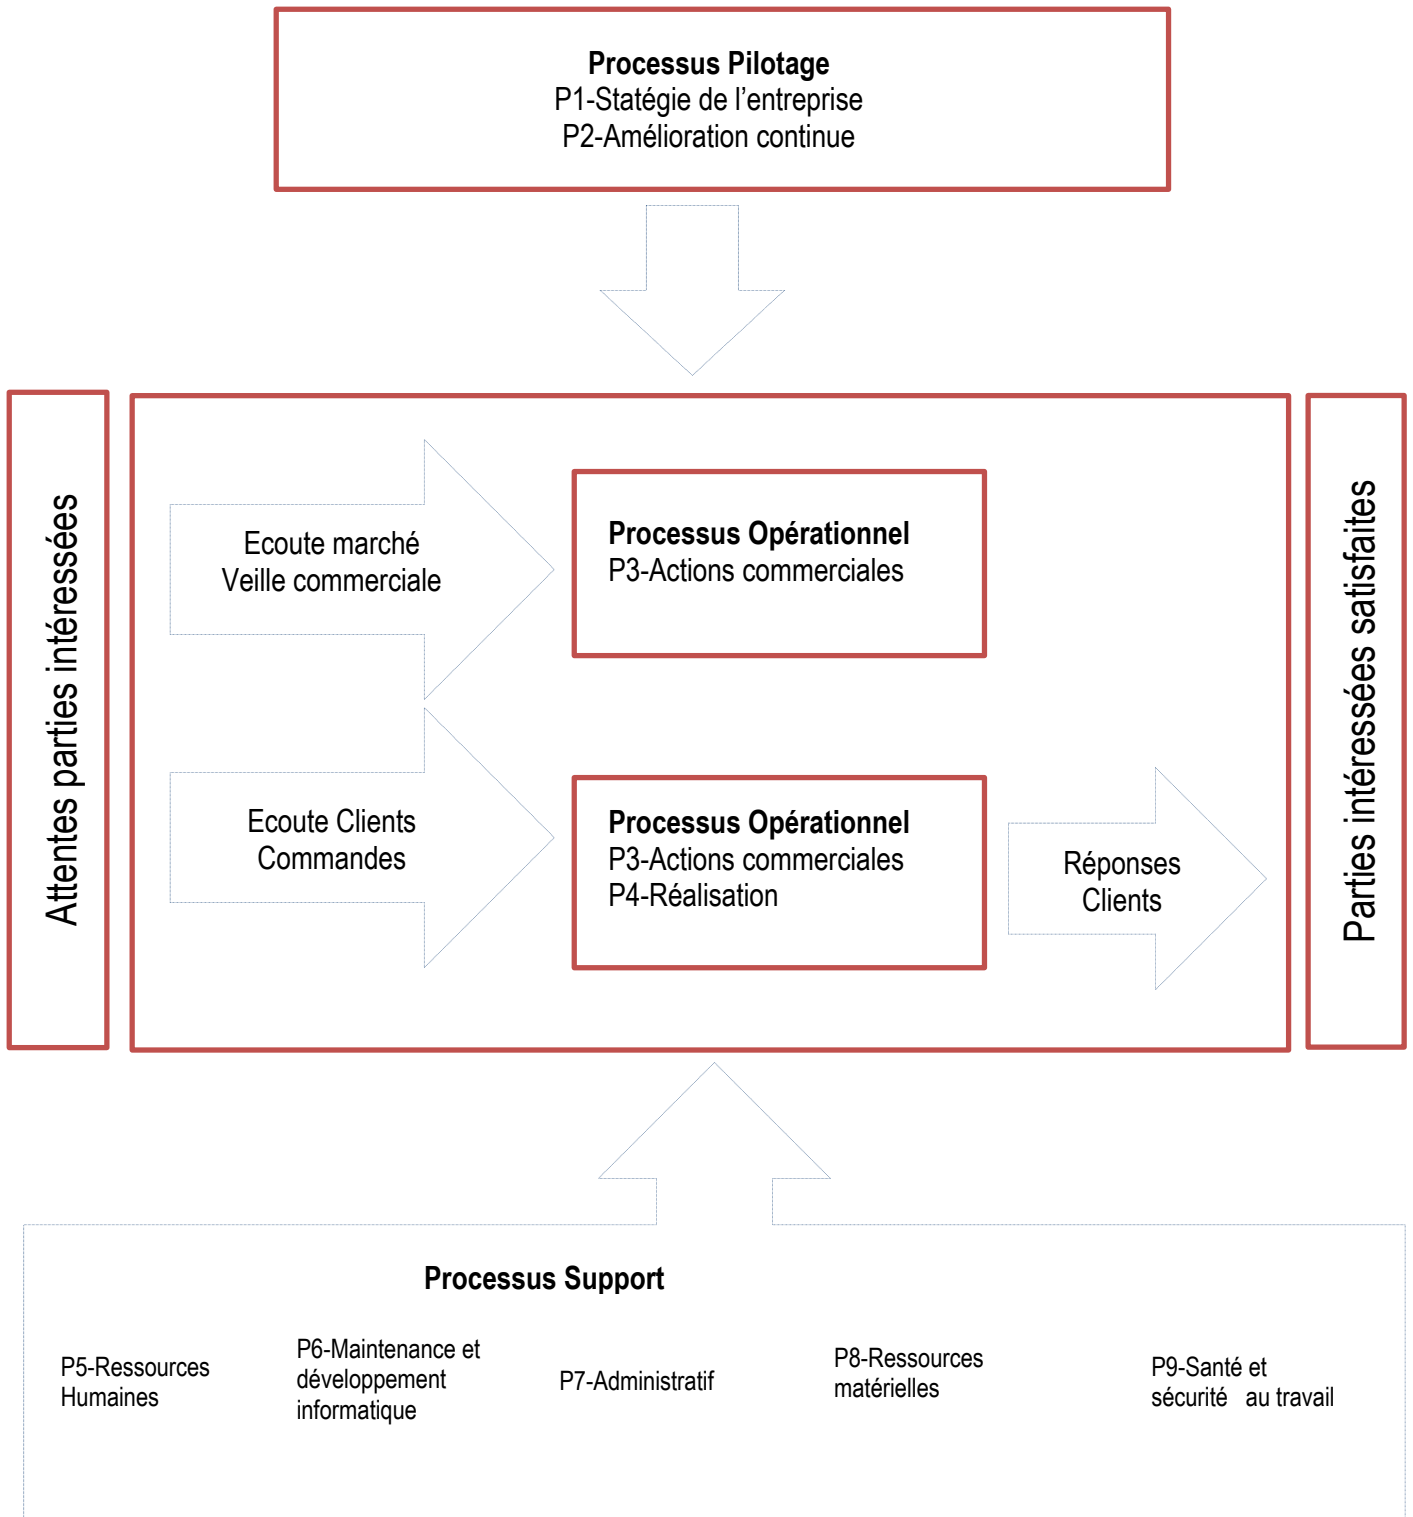 Processus Pilotage
P1-Statégie de l’entreprise
P2-Amélioration continue
Attentes parties intéressées
Ecoute marché
Veille commerciale
Processus Opérationnel
P3-Actions commerciales
Ecoute Clients
Commandes
Processus Opérationnel
P3-Actions commerciales
P4-Réalisation
Réponses
Clients
Parties intéressées satisfaites
Processus Support
P5-Ressources
Humaines
P6-Maintenance et
développement
informatique
P7-Administratif
P8-Ressources
matérielles
P9-Santé et
sécurité au travail